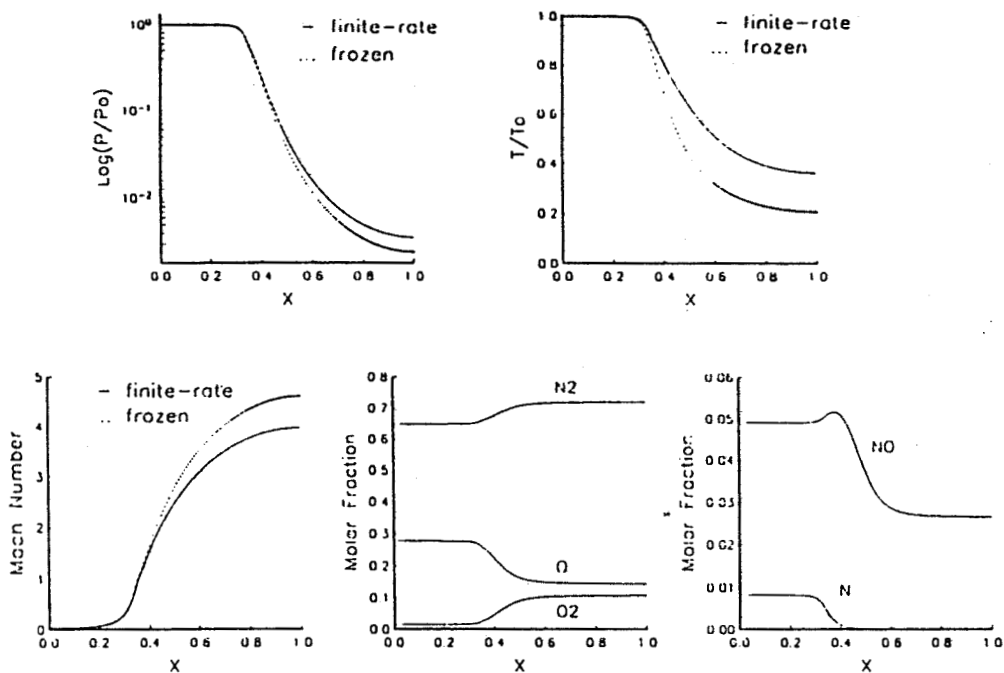 10⁰
10⁻¹
10⁻²
Log(P/Po)
– finite-rate
··· frozen
0.0 0.2 0.4 0.6 0.8 1.0
X
1.0
0.8
0.6
0.4
0.2
0.0
T/To
– finite-rate
··· frozen
0.0 0.2 0.4 0.6 0.8 1.0
X
5
4
3
2
1
0
Mach Number
– finite-rate
··· frozen
0.0 0.2 0.4 0.6 0.8 1.0
X
0.8
0.7
0.6
0.5
0.4
0.3
0.2
0.1
0.0
Molar Fraction
N2
O
O2
0.0 0.2 0.4 0.6 0.8 1.0
X
0.06
0.05
0.04
0.03
0.02
0.01
0.00
Molar Fraction
NO
N
0.0 0.2 0.4 0.6 0.8 1.0
X